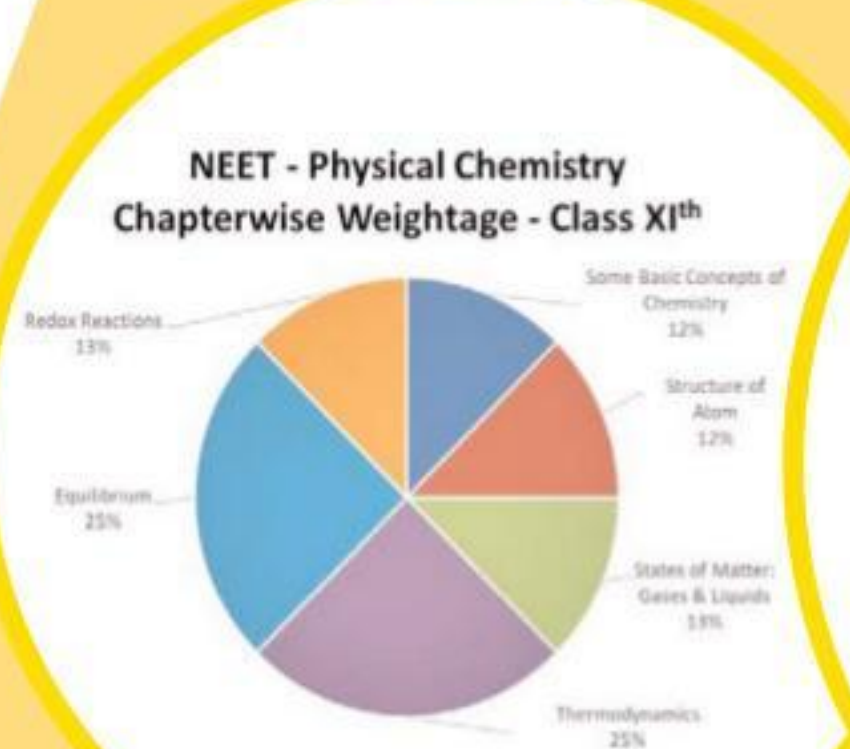 NEET - Physical Chemistry
Chapterwise Weightage - Class XIth
Some Basic Concepts of
Chemistry
12%
Redox Reactions
13%
Structure of
Atom
12%
Equilibrium
25%
States of Matter:
Gases & Liquids
13%
Thermodynamics
25%